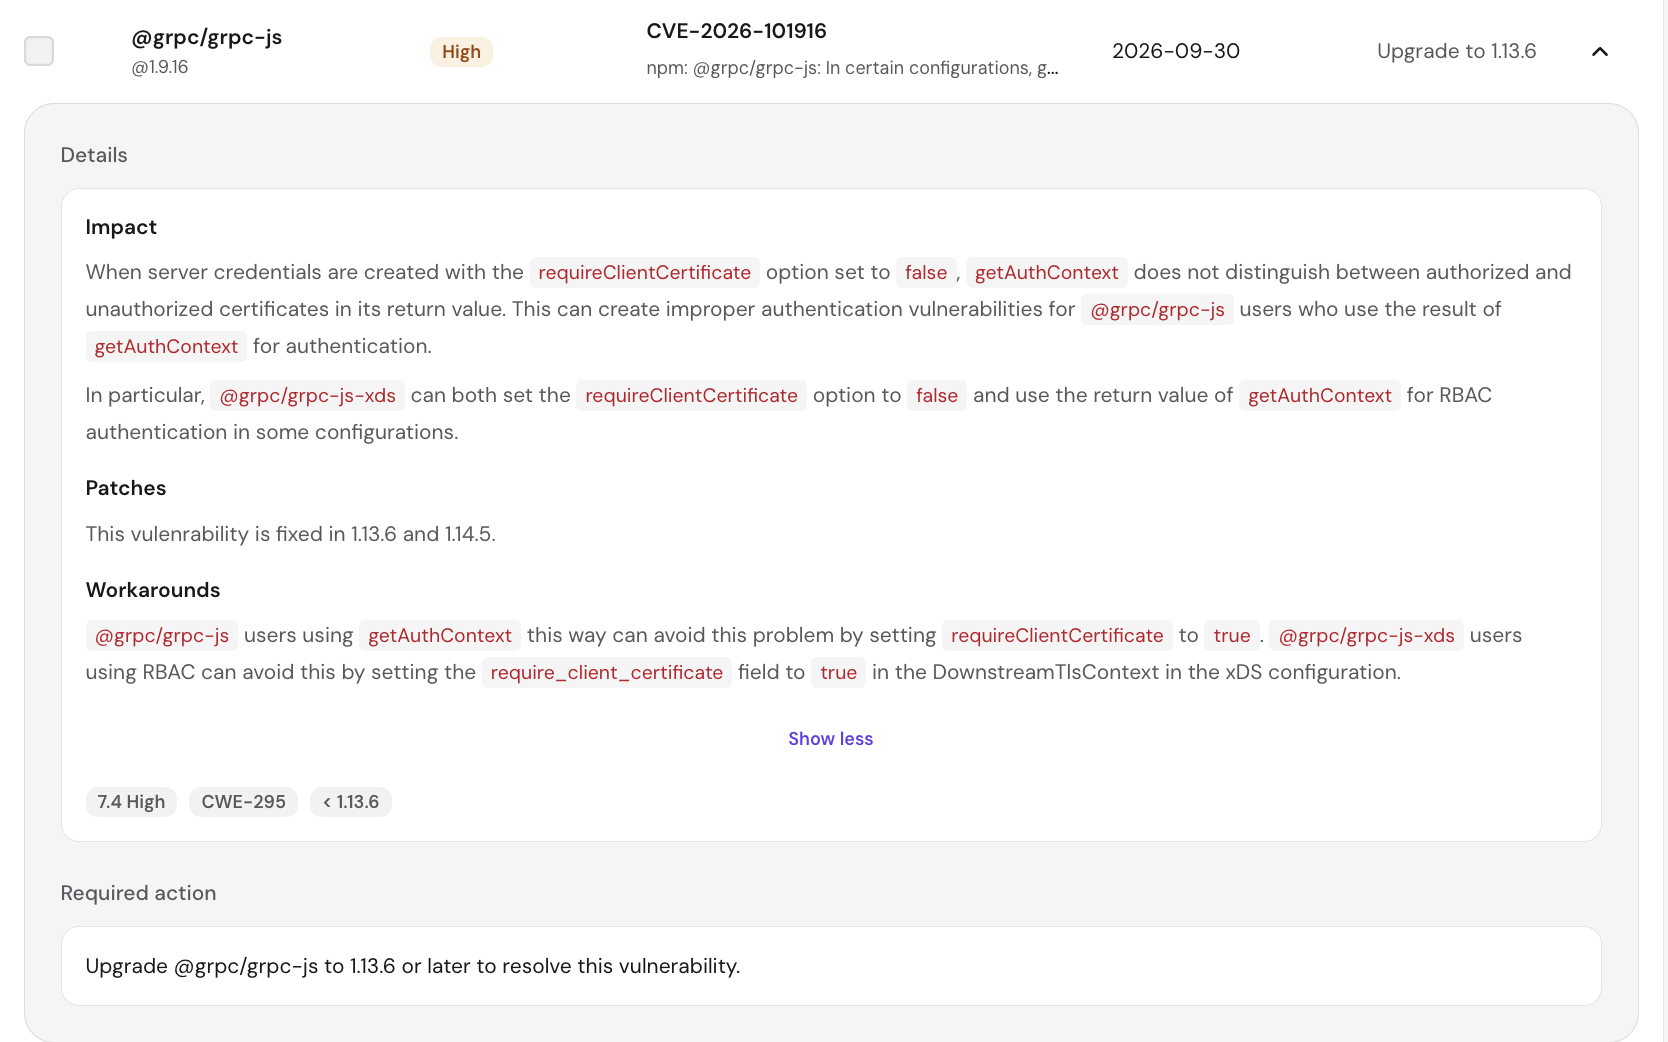 @grpc/grpc-js
@1.9.16
High
CVE-2026-101916
npm: @grpc/grpc-js: In certain configurations, g...
2026-09-30
Upgrade to 1.13.6
Details
Impact
When server credentials are created with the requireClientCertificate option set to false , getAuthContext does not distinguish between authorized and
unauthorized certificates in its return value. This can create improper authentication vulnerabilities for @grpc/grpc-js users who use the result of
getAuthContext for authentication.
In particular, @grpc/grpc-js-xds can both set the requireClientCertificate option to false and use the return value of getAuthContext for RBAC
authentication in some configurations.
Patches
This vulenrability is fixed in 1.13.6 and 1.14.5.
Workarounds
@grpc/grpc-js users using getAuthContext this way can avoid this problem by setting requireClientCertificate to true . @grpc/grpc-js-xds users
using RBAC can avoid this by setting the require_client_certificate field to true in the DownstreamTlsContext in the xDS configuration.
Show less
7.4 High CWE-295 < 1.13.6
Required action
Upgrade @grpc/grpc-js to 1.13.6 or later to resolve this vulnerability.